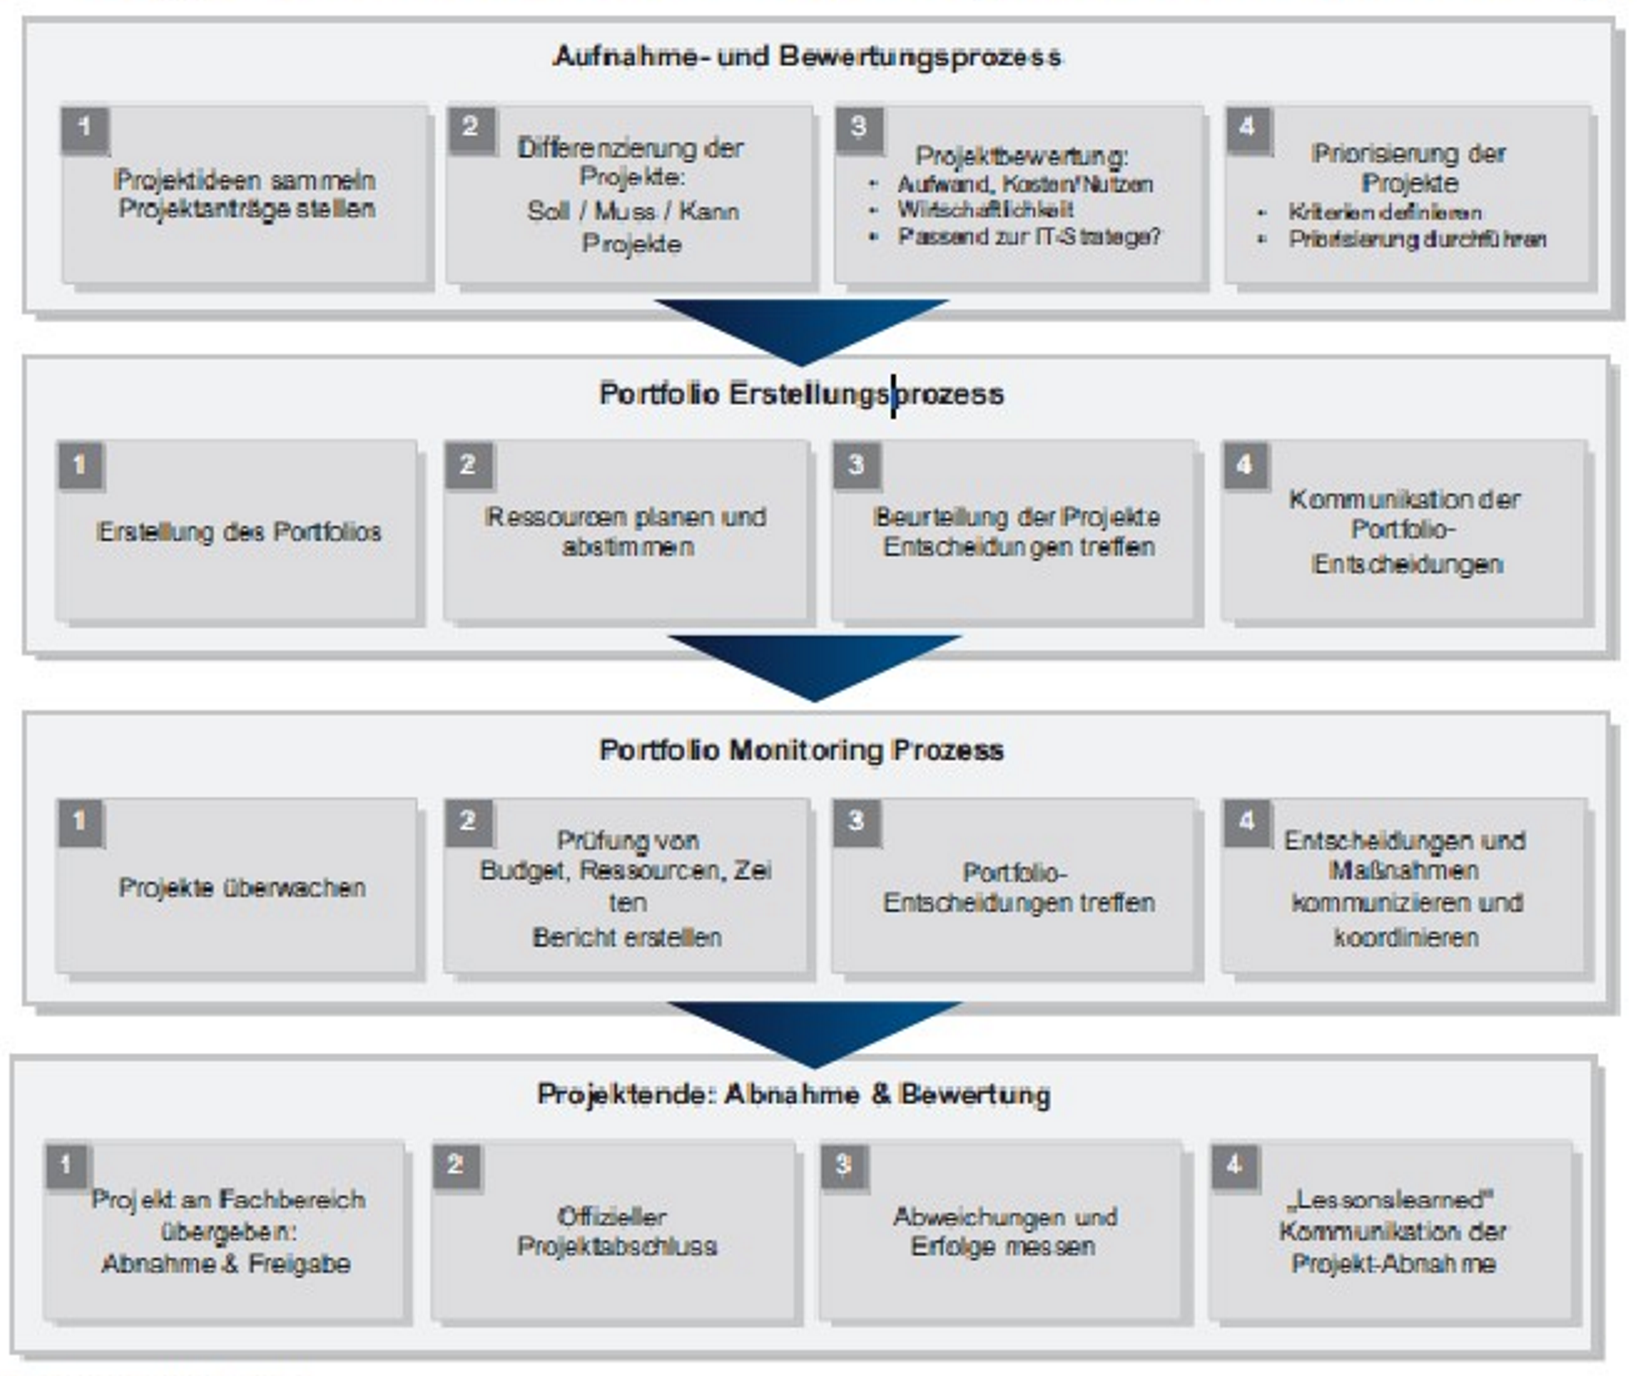 Aufnahme- und Bewertungsprozess
1
Projektideen sammeln
Projektanträge stellen
2
Differenzierung der
Projekte:
Soll / Muss / Kann
Projekte
3
Projektbewertung:
• Aufwand, Kosten/Nutzen
• Wirtschaftlichkeit
• Passend zur IT-Stratege?
4
Priorisierung der
Projekte
• Kriterien definieren
• Priorisierung durchführen
Portfolio Erstellungsprozess
1
Erstellung des Portfolios
2
Ressourcen planen und
abstimmen
3
Beurteilung der Projekte
Entscheidungen treffen
4
Kommunikation der
Portfolio-
Entscheidungen
Portfolio Monitoring Prozess
1
Projekte überwachen
2
Prüfung von
Budget, Ressourcen, Zei
ten
Bericht erstellen
3
Portfolio-
Entscheidungen treffen
4
Entscheidungen und
Maßnahmen
kommunizieren und
koordinieren
Projektende: Abnahme & Bewertung
1
Projekt an Fachbereich
übergeben:
Abnahme & Freigabe
2
Offizieller
Projektabschluss
3
Abweichungen und
Erfolge messen
4
„Lessonslearned"
Kommunikation der
Projekt-Abnahme